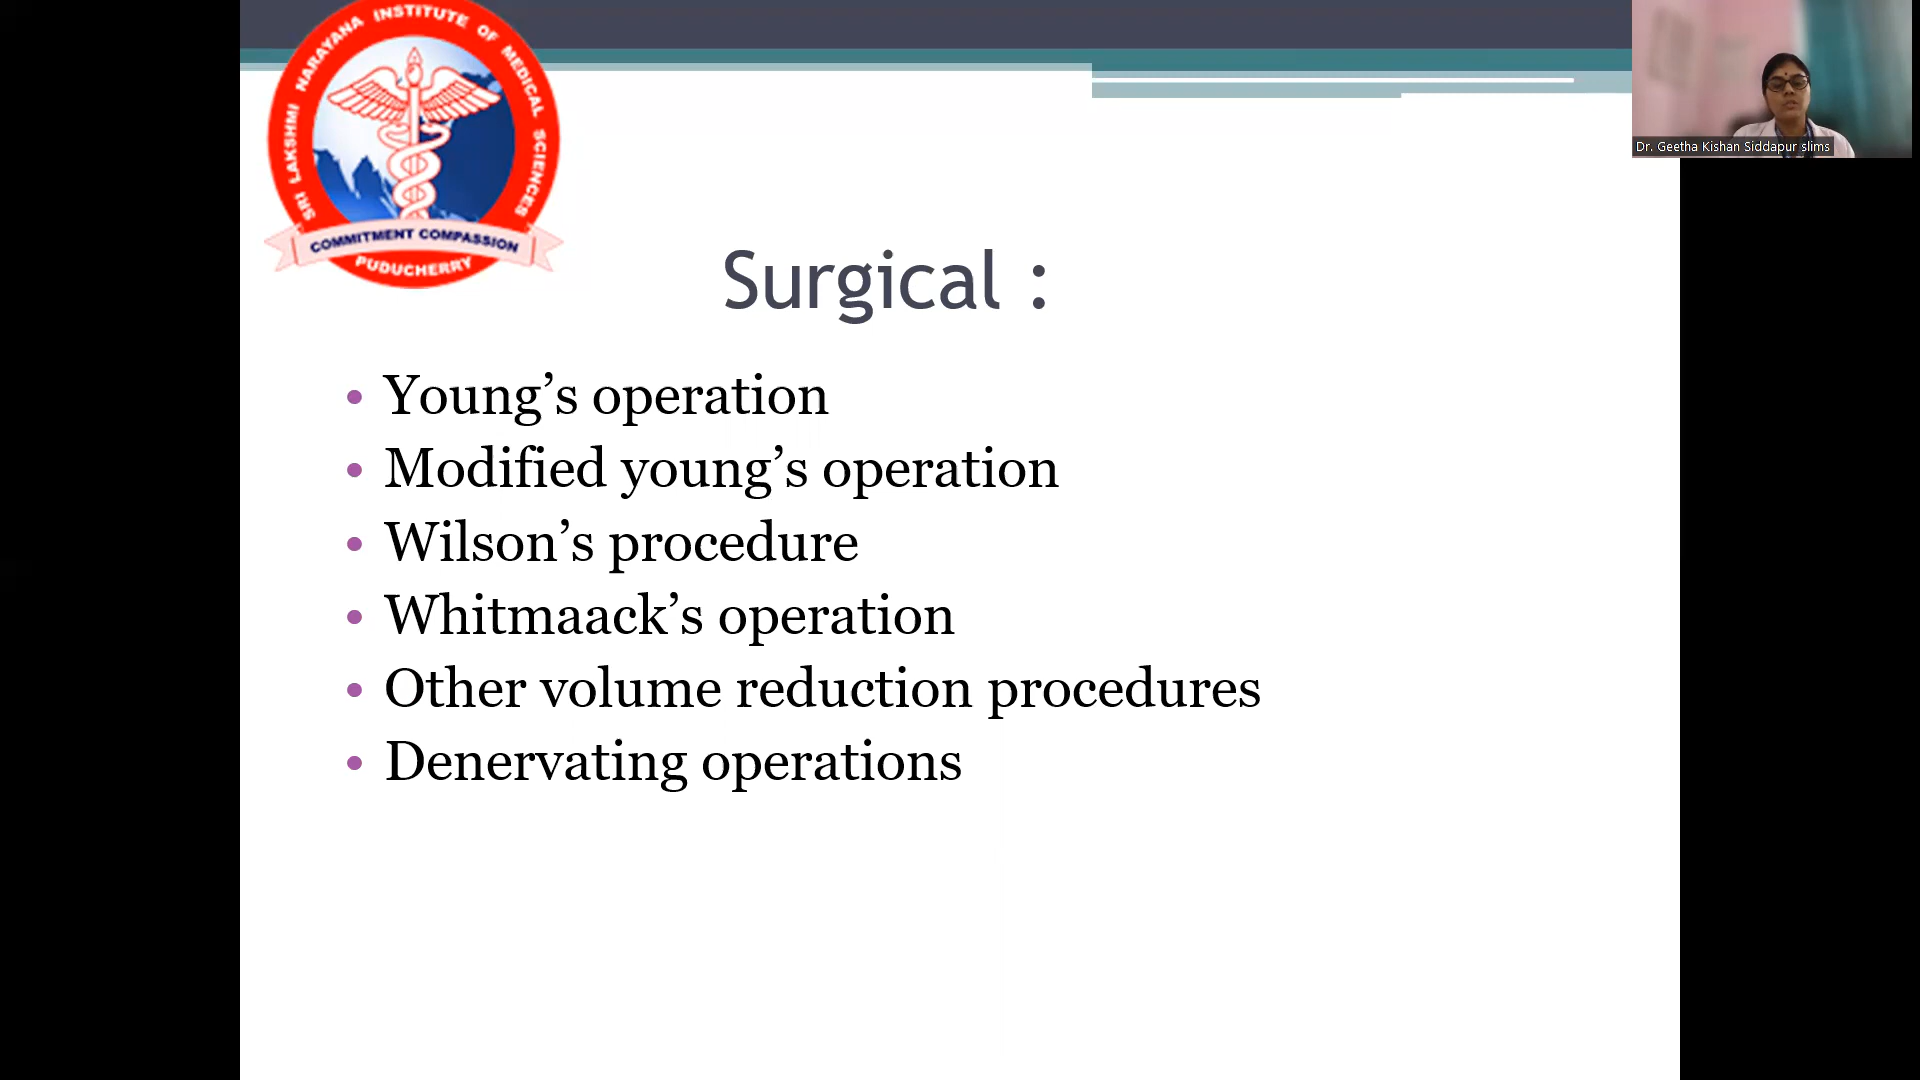 SRI LAKSHMI NARAYANA INSTITUTE OF MEDICAL SCIENCES
COMMITMENT COMPASSION
PUDUCHERRY
Dr. Geetha Kishan Siddapur slims
Surgical :
• Young’s operation
• Modified young’s operation
• Wilson’s procedure
• Whitmaack’s operation
• Other volume reduction procedures
• Denervating operations